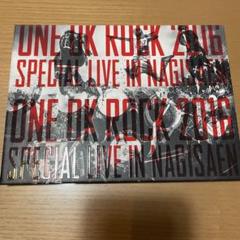 ONE OK ROCK 2016
SPECIAL LIVE IN NAGISAEN
ONE OK ROCK 2016
SPECIAL LIVE IN NAGISAEN